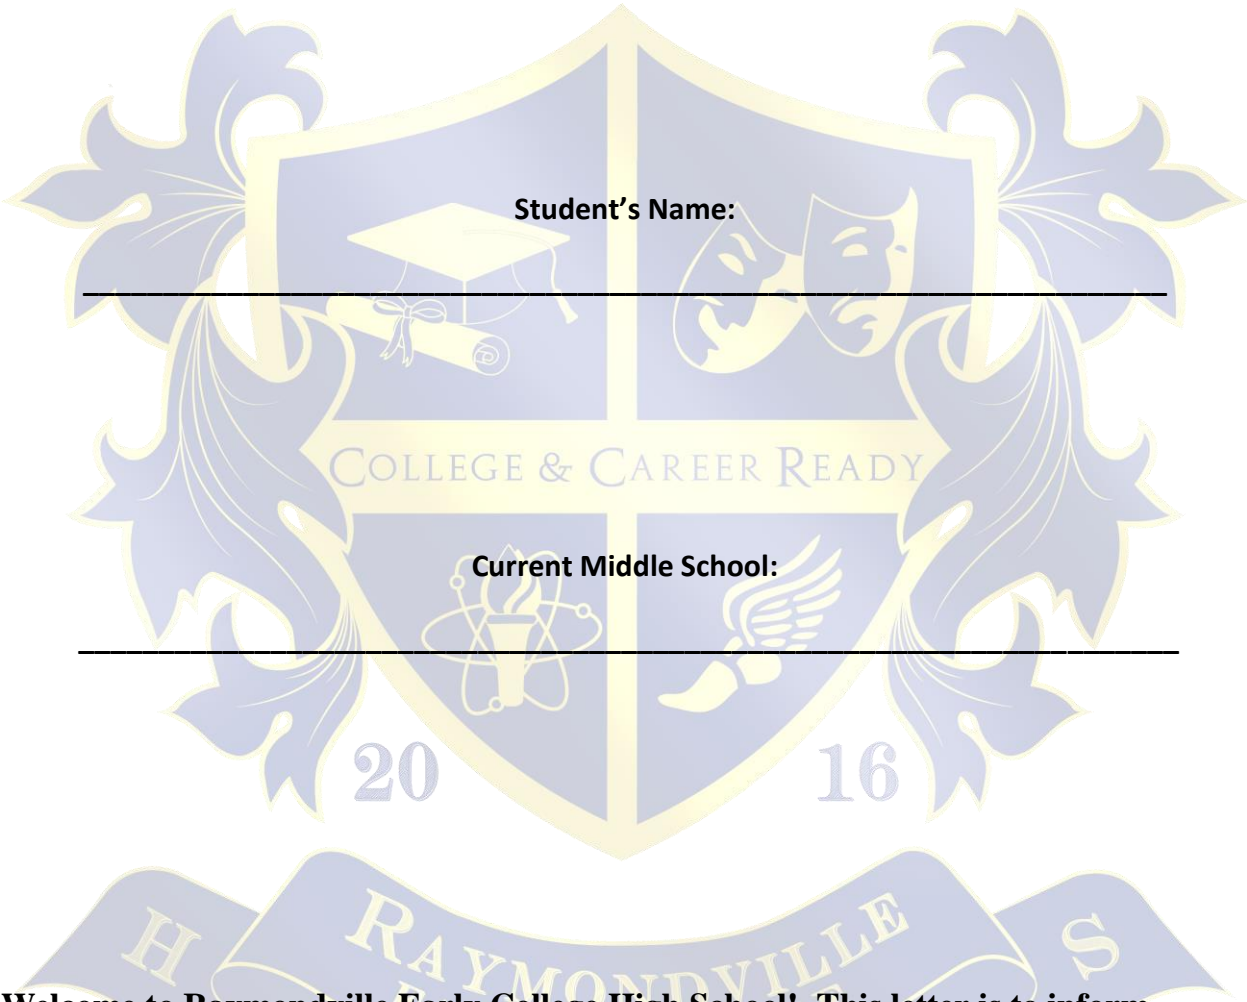 Student’s Name:
COLLEGE & CAREER READY
Current Middle School:
20 16
H RAYMONDVILLE S
Welcome to Raymondville Early College High School! This letter is to inform